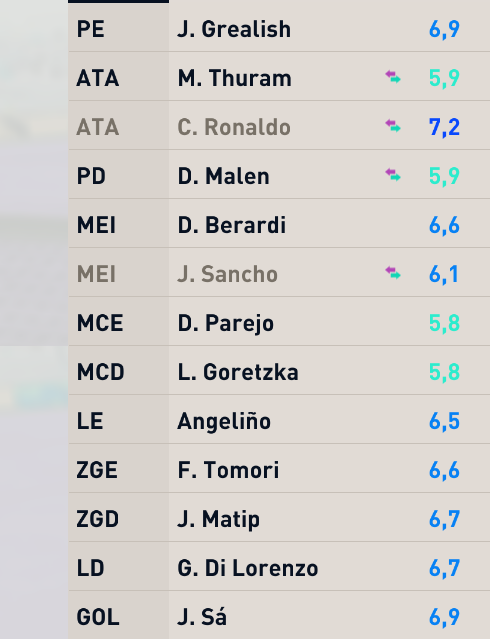 PE J. Grealish 6,9
ATA M. Thuram 5,9
ATA C. Ronaldo 7,2
PD D. Malen 5,9
MEI D. Berardi 6,6
MEI J. Sancho 6,1
MCE D. Parejo 5,8
MCD L. Goretzka 5,8
LE Angeliño 6,5
ZGE F. Tomori 6,6
ZGD J. Matip 6,7
LD G. Di Lorenzo 6,7
GOL J. Sá 6,9